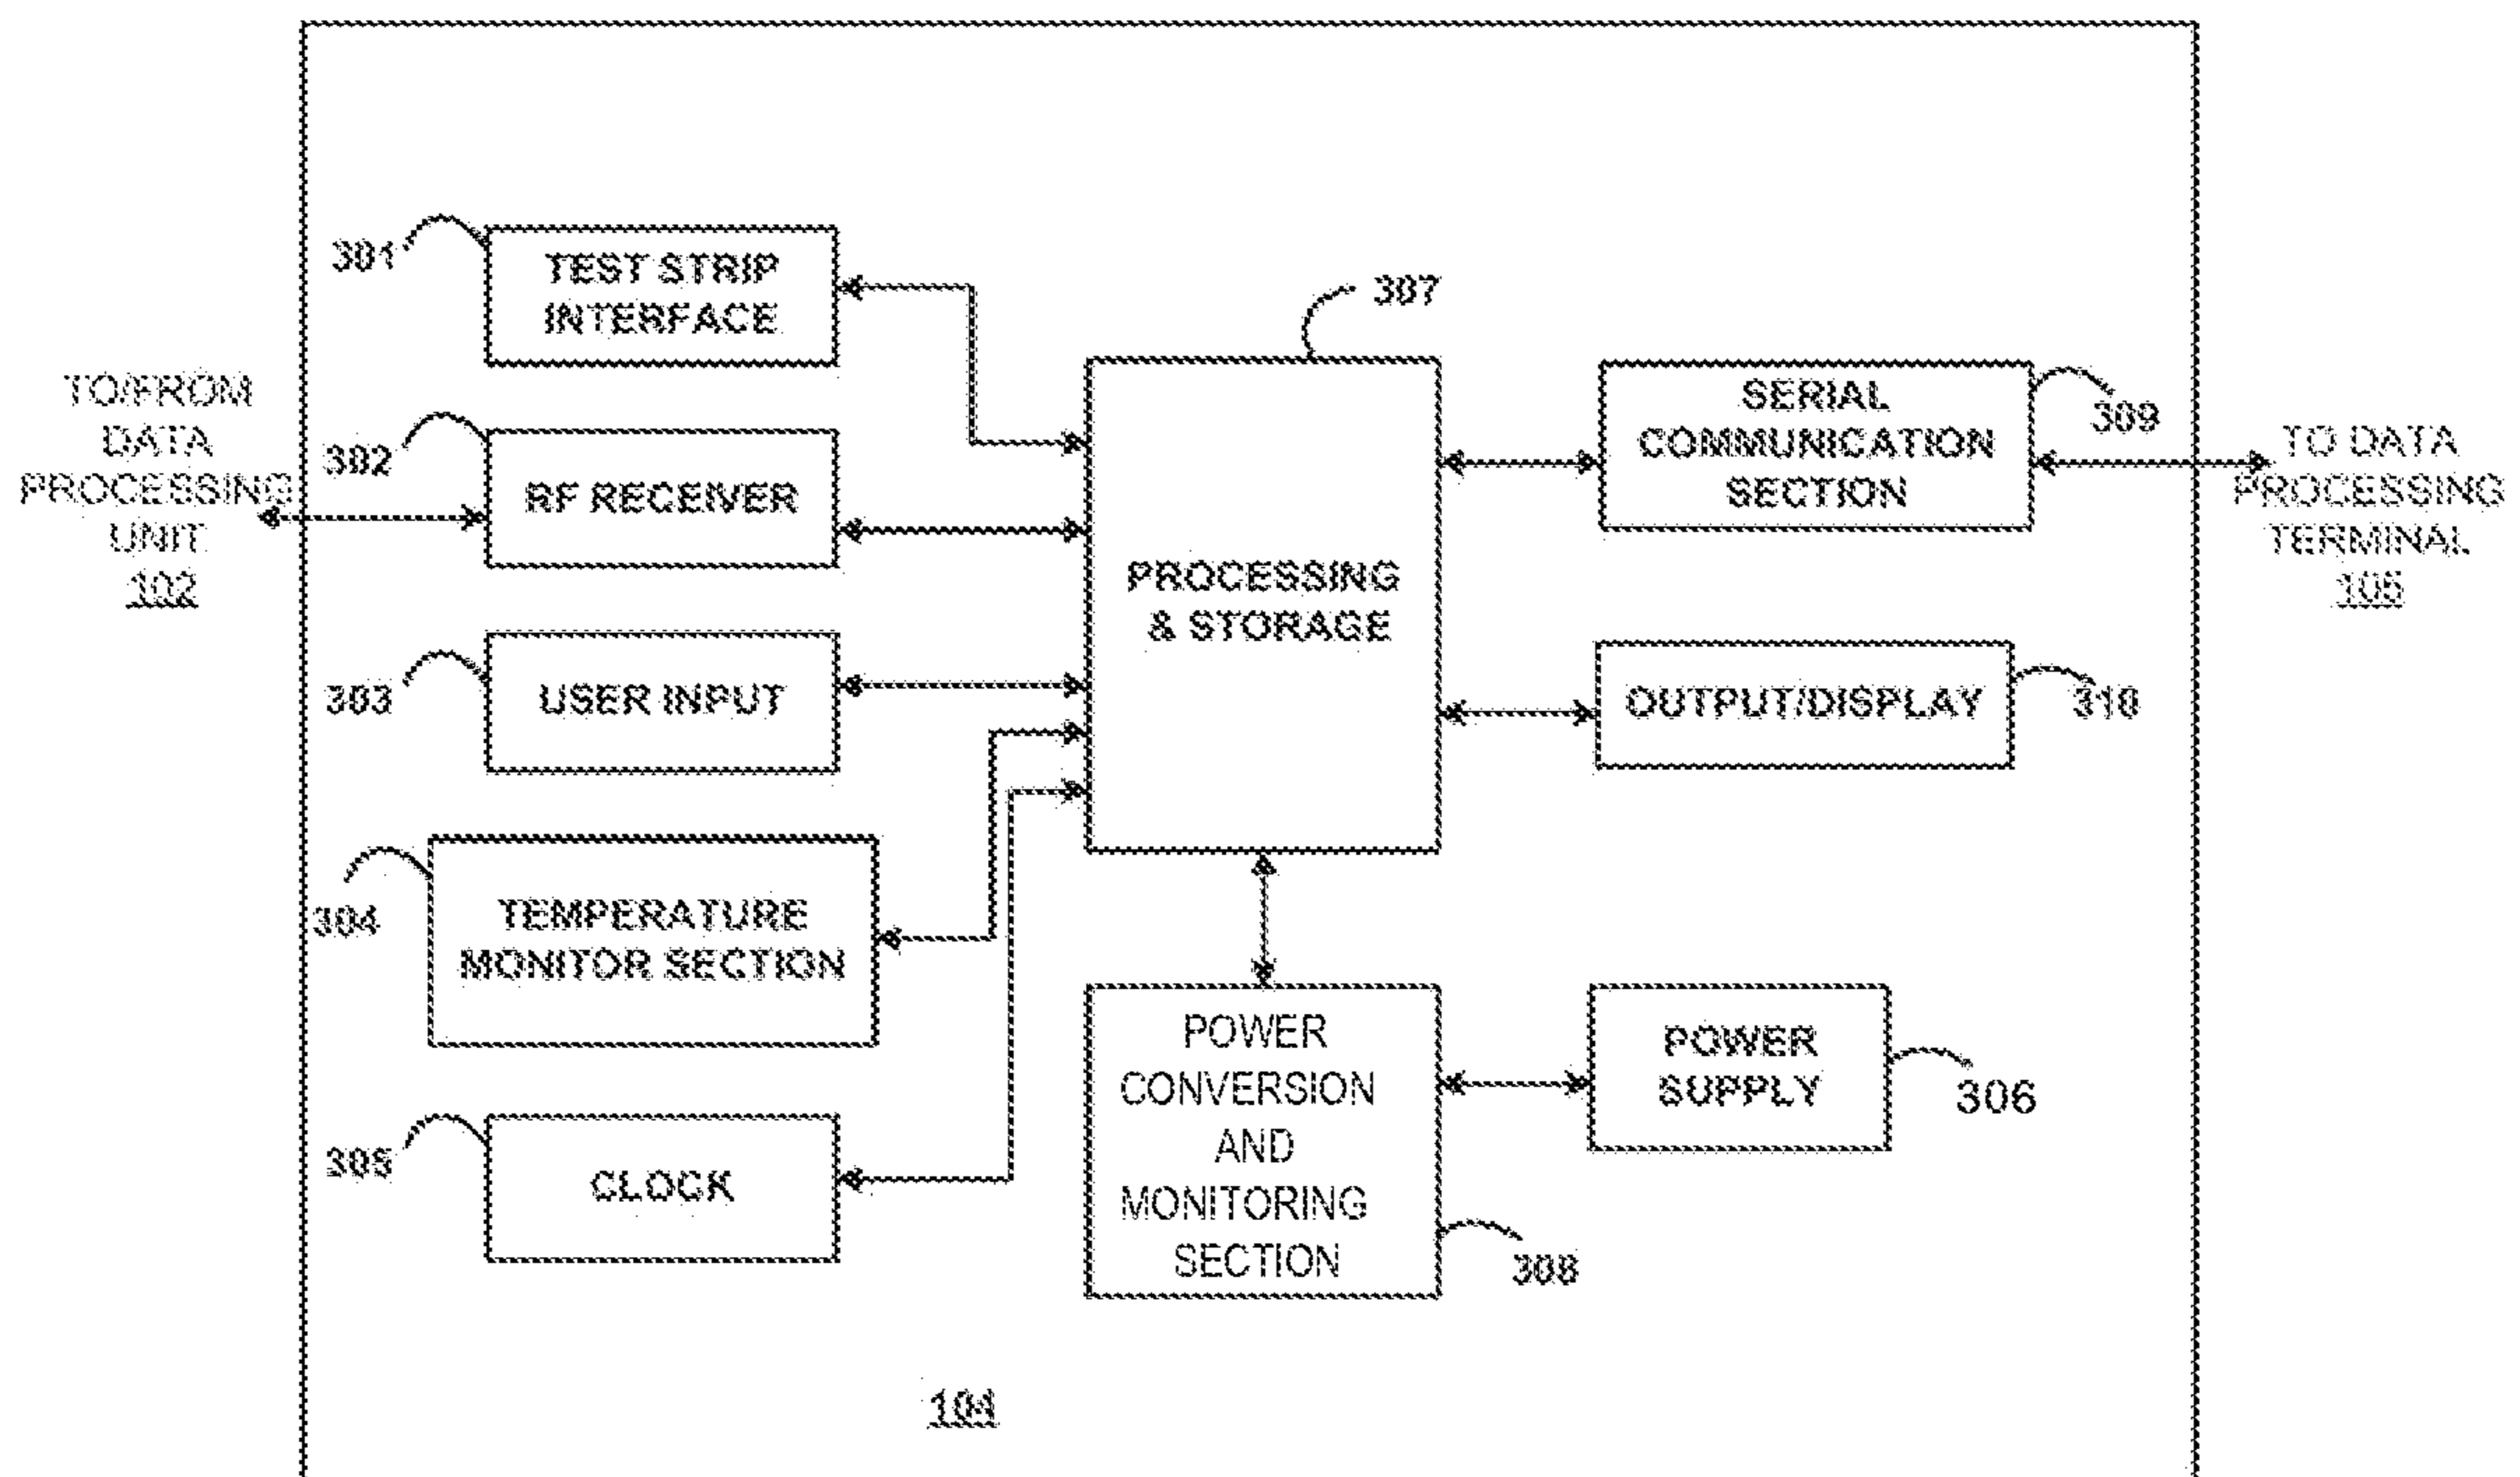 301
TEST STRIP
INTERFACE
307
TO/FROM
DATA
PROCESSING
UNIT
102
302
RF RECEIVER
PROCESSING
& STORAGE
SERIAL
COMMUNICATION
SECTION
309
TO DATA
PROCESSING
TERMINAL
105
303
USER INPUT
OUTPUT/DISPLAY
310
304
TEMPERATURE
MONITOR SECTION
POWER
CONVERSION
AND
MONITORING
SECTION
308
POWER
SUPPLY
306
305
CLOCK
104